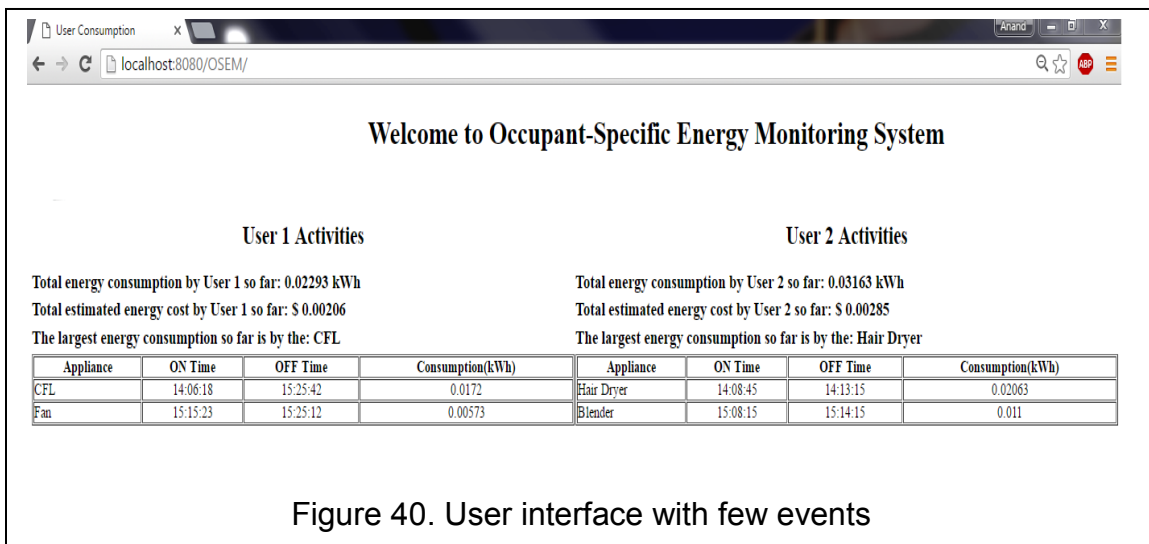 User Consumption
Anand
localhost:8080/OSEM/
ABP
Welcome to Occupant-Specific Energy Monitoring System
User 1 Activities
Total energy consumption by User 1 so far: 0.02293 kWh
Total estimated energy cost by User 1 so far: $ 0.00206
The largest energy consumption so far is by the: CFL
Appliance ON Time OFF Time Consumption(kWh)
CFL 14:06:18 15:25:42 0.0172
Fan 15:15:23 15:25:12 0.00573
User 2 Activities
Total energy consumption by User 2 so far: 0.03163 kWh
Total estimated energy cost by User 2 so far: $ 0.00285
The largest energy consumption so far is by the: Hair Dryer
Appliance ON Time OFF Time Consumption(kWh)
Hair Dryer 14:08:45 14:13:15 0.02063
Blender 15:08:15 15:14:15 0.011
Figure 40. User interface with few events